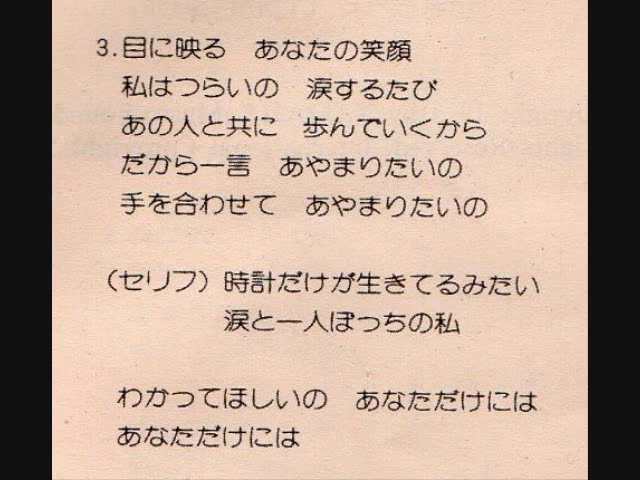 3.目に映る　あなたの笑顔
私はつらいの　涙するたび
あの人と共に　歩んでいくから
だから一言　あやまりたいの
手を合わせて　あやまりたいの
（セリフ）時計だけが生きてるみたい
涙と一人ぼっちの私
わかってほしいの　あなただけには
あなただけには